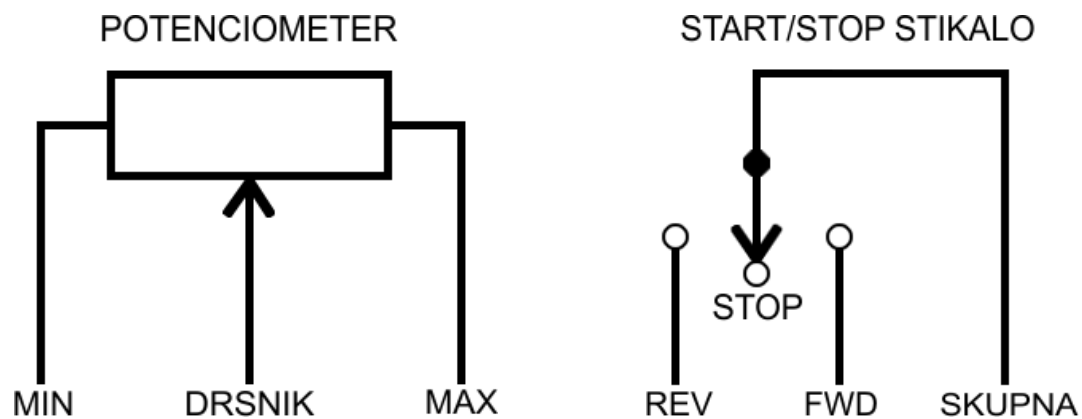 POTENCIOMETER
MIN DRSNIK MAX
START/STOP STIKALO
STOP
REV FWD SKUPNA